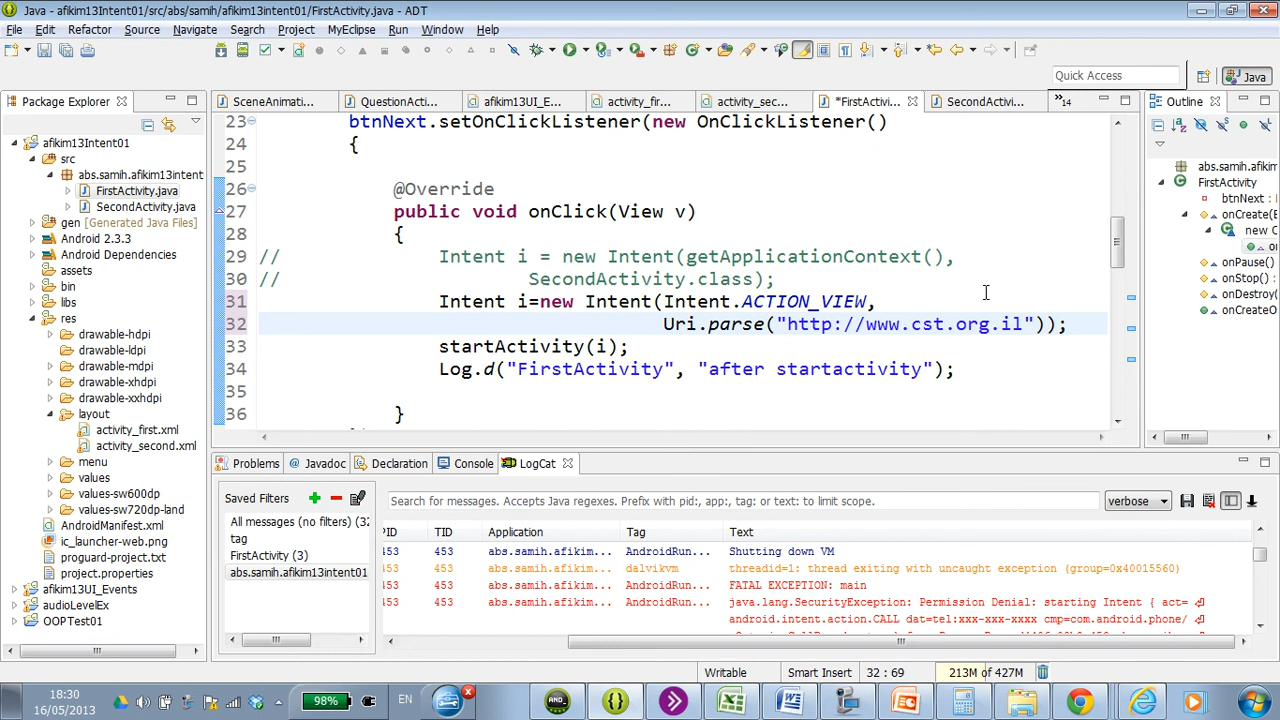 Java - afikim13Intent01/src/abs/samih/afikim13intent01/FirstActivity.java - ADT
File Edit Refactor Source Navigate Search Project MyEclipse Run Window Help
Quick Access
Java
Package Explorer
SceneAnimati...
QuestionActi...
afikim13UI_E...
activity_fir...
activity_sec...
*FirstActivi...
SecondActivi...
»14
Outline
afikim13Intent01
src
abs.samih.afikim13intent
FirstActivity.java
SecondActivity.java
gen [Generated Java Files]
Android 2.3.3
Android Dependencies
assets
bin
libs
res
drawable-hdpi
drawable-ldpi
drawable-mdpi
drawable-xhdpi
drawable-xxhdpi
layout
activity_first.xml
activity_second.xml
menu
values
values-sw600dp
values-sw720dp-land
AndroidManifest.xml
ic_launcher-web.png
proguard-project.txt
project.properties
afikim13UI_Events
audioLevelEx
OOPTest01
23 btnNext.setOnClickListener(new OnClickListener()
24 {
25
26 @Override
27 public void onClick(View v)
28 {
29 // Intent i = new Intent(getApplicationContext(),
30 // SecondActivity.class);
31 Intent i=new Intent(Intent.ACTION_VIEW,
32 Uri.parse("http://www.cst.org.il"));
33 startActivity(i);
34 Log.d("FirstActivity", "after startactivity");
35
36 }
abs.samih.afikim
FirstActivity
btnNext :
onCreate(
new C
on
onPause()
onStop() :
onDestroy(
onCreateO
Problems Javadoc Declaration Console LogCat
Saved Filters
All messages (no filters) (32
tag
FirstActivity (3)
abs.samih.afikim13intent01
Search for messages. Accepts Java regexes. Prefix with pid:, app:, tag: or text: to limit scope.
verbose
PID TID Application Tag Text
453 453 abs.samih.afikim... AndroidRun... Shutting down VM
453 453 abs.samih.afikim... dalvikvm threadid=1: thread exiting with uncaught exception (group=0x40015560)
453 453 abs.samih.afikim... AndroidRun... FATAL EXCEPTION: main
453 453 abs.samih.afikim... AndroidRun... java.lang.SecurityException: Permission Denial: starting Intent { act=
android.intent.action.CALL dat=tel:xxx-xxx-xxxx cmp=com.android.phone/
Writable Smart Insert 32 : 69 213M of 427M
18:30
16/05/2013
98%
EN